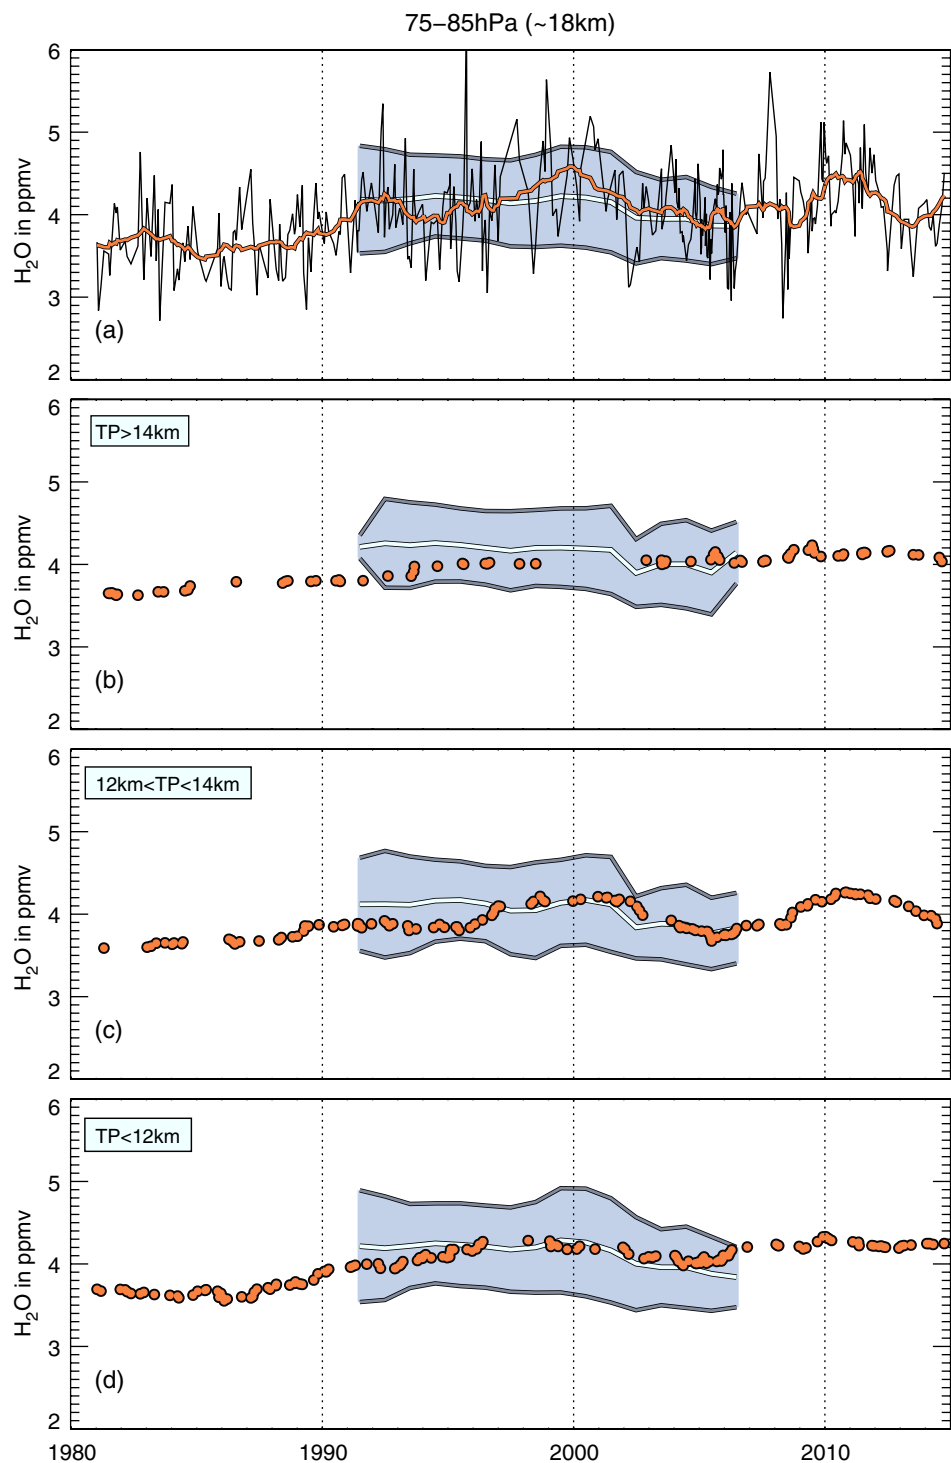 75−85hPa (~18km)
6
5
4
3
2
H₂O in ppmv
(a)
6
5
4
3
2
H₂O in ppmv
TP>14km
(b)
6
5
4
3
2
H₂O in ppmv
12km<TP<14km
(c)
6
5
4
3
2
H₂O in ppmv
TP<12km
(d)
1980 1990 2000 2010